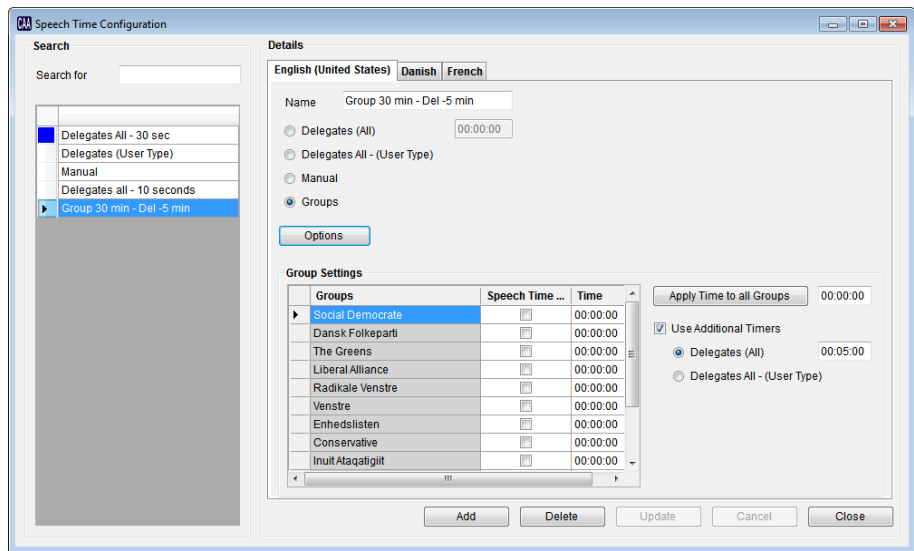 CAA Speech Time Configuration
Search
Search for
Delegates All - 30 sec
Delegates (User Type)
Manual
Delegates all - 10 seconds
Group 30 min - Del -5 min
Details
English (United States) Danish French
Name Group 30 min - Del -5 min
Delegates (All) 00:00:00
Delegates All - (User Type)
Manual
Groups
Options
Group Settings
Groups Speech Time ... Time
Social Democrate 00:00:00
Dansk Folkeparti 00:00:00
The Greens 00:00:00
Liberal Alliance 00:00:00
Radikale Venstre 00:00:00
Venstre 00:00:00
Enhedslisten 00:00:00
Conservative 00:00:00
Inuit Ataqatigiit 00:00:00
Apply Time to all Groups 00:00:00
Use Additional Timers
Delegates (All) 00:05:00
Delegates All - (User Type)
Add Delete Update Cancel Close